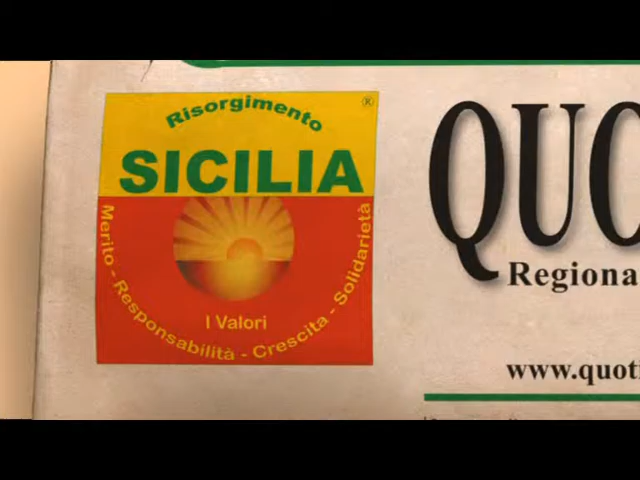 Risorgimento
®
SICILIA
I Valori
Merito - Responsabilità - Crescita - Solidarietà
QUO
Regiona
www.quoti